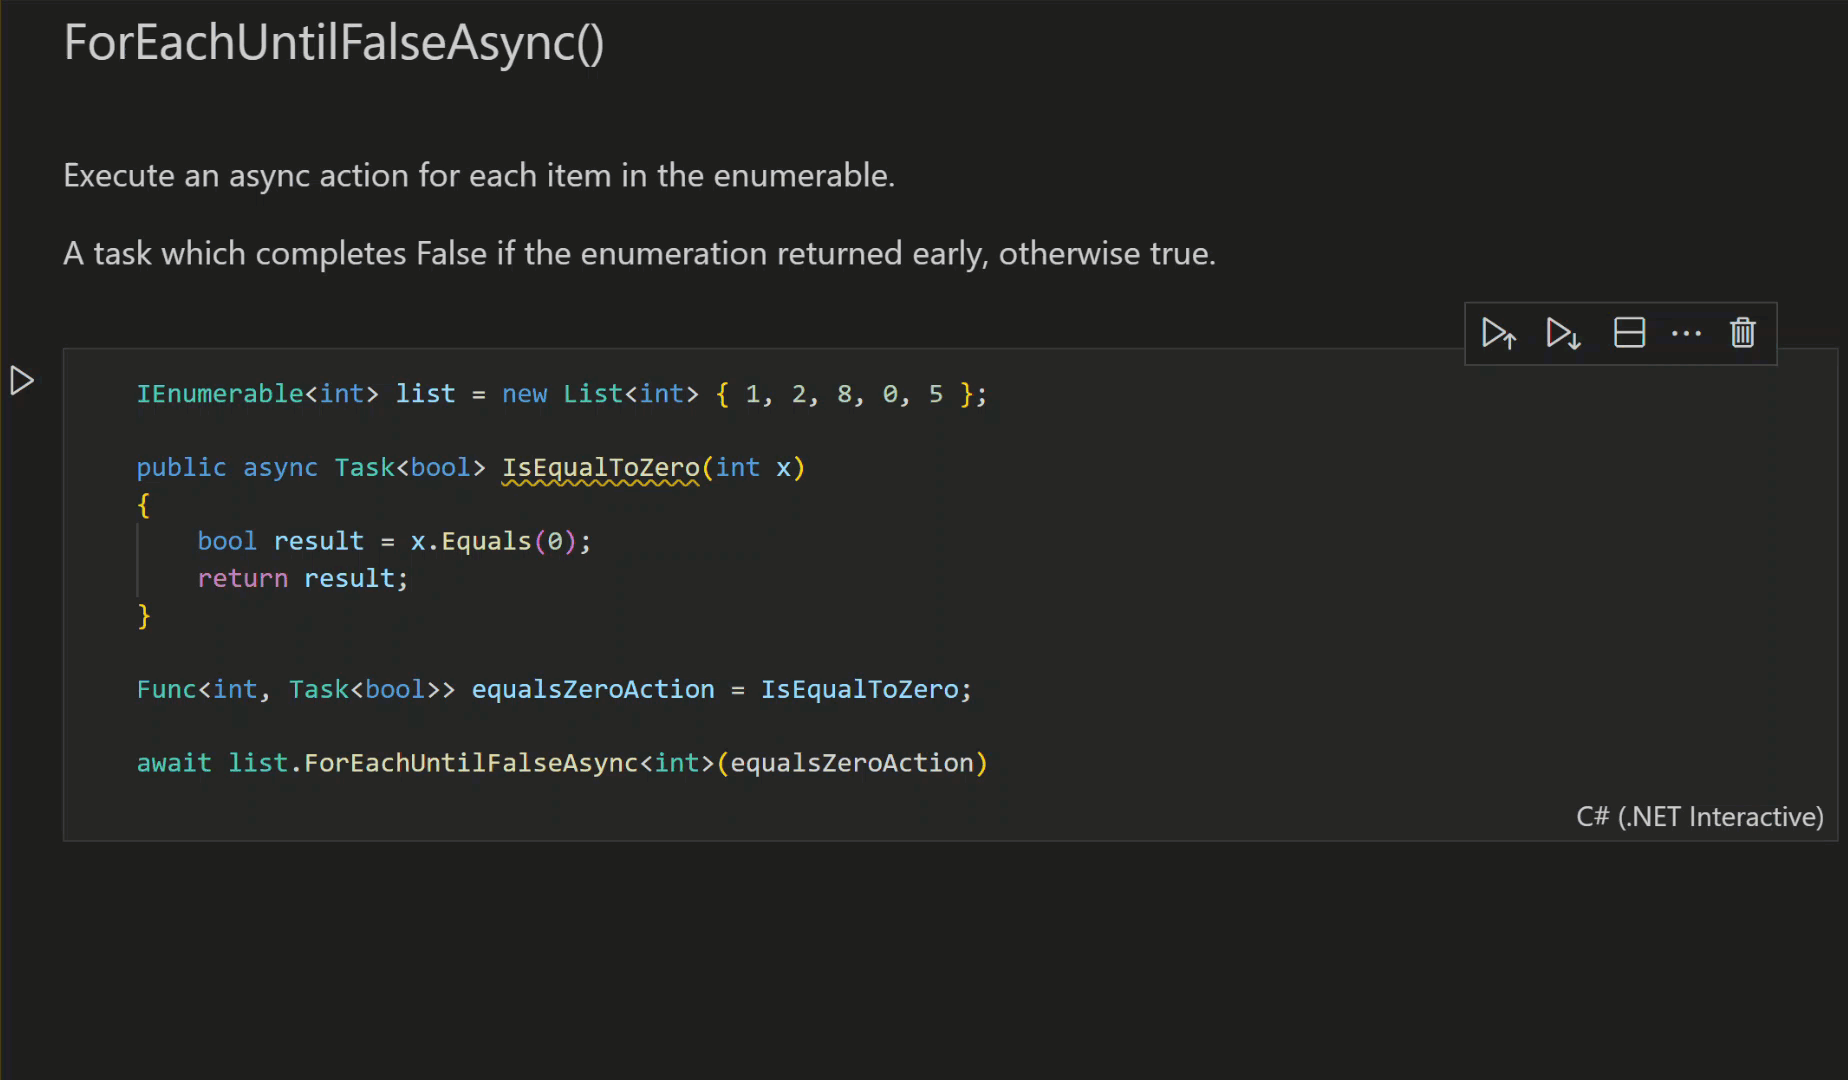 ForEachUntilFalseAsync()
Execute an async action for each item in the enumerable.
A task which completes False if the enumeration returned early, otherwise true.
IEnumerable<int> list = new List<int> { 1, 2, 8, 0, 5 };
public async Task<bool> IsEqualToZero(int x)
{
    bool result = x.Equals(0);
    return result;
}
Func<int, Task<bool>> equalsZeroAction = IsEqualToZero;
await list.ForEachUntilFalseAsync<int>(equalsZeroAction)
C# (.NET Interactive)